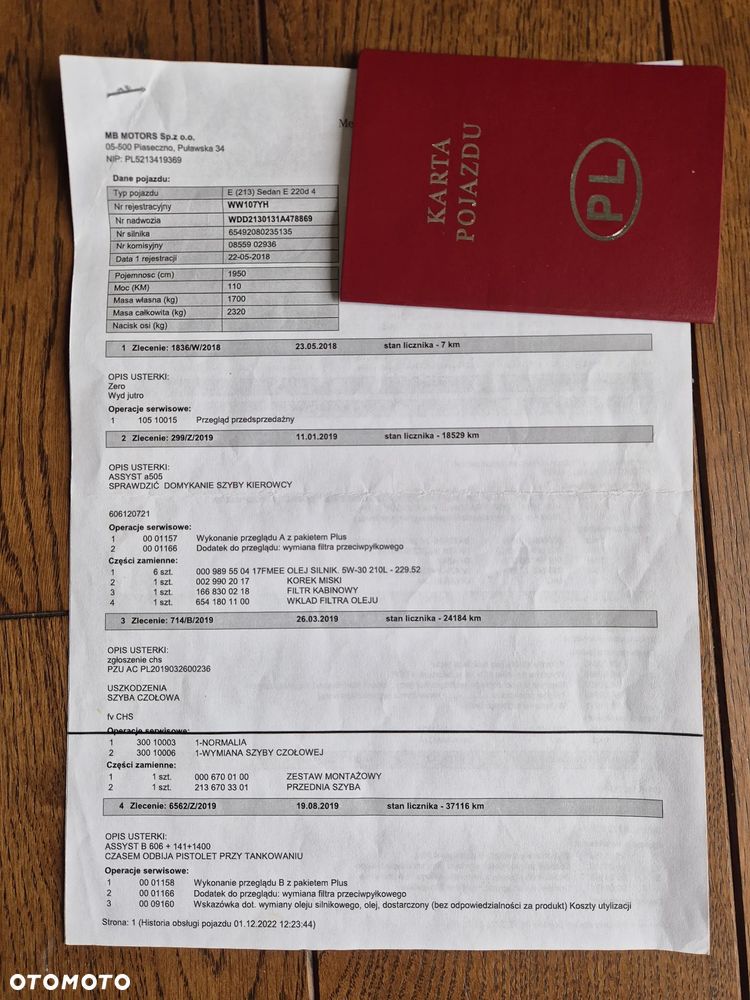 Me
MB MOTORS Sp.z o.o.
05-500 Piaseczno, Puławska 34
NIP: PL5213419369
KARTA
POJAZDU
PL
Dane pojazdu:
Typ pojazdu E (213) Sedan E 220d 4
Nr rejestracyjny WW107YH
Nr nadwozia WDD2130131A478869
Nr silnika 65492080235135
Nr komisyjny 08559 02936
Data 1 rejestracji 22-05-2018
Pojemnosc (cm) 1950
Moc (KM) 110
Masa własna (kg) 1700
Masa całkowita (kg) 2320
Nacisk osi (kg)
1 Zlecenie: 1836/W/2018 23.05.2018 stan licznika - 7 km
OPIS USTERKI:
Zero
Wyd jutro
Operacje serwisowe:
1 105 10015 Przegląd przedsprzedażny
2 Zlecenie: 299/Z/2019 11.01.2019 stan licznika - 18529 km
OPIS USTERKI:
ASSYST a505
SPRAWDZIĆ DOMYKANIE SZYBY KIEROWCY
606120721
Operacje serwisowe:
1 00 01157 Wykonanie przeglądu A z pakietem Plus
2 00 01166 Dodatek do przeglądu: wymiana filtra przeciwpyłkowego
Części zamienne:
1 6 szt. 000 989 55 04 17FMEE OLEJ SILNIK. 5W-30 210L - 229.52
2 1 szt. 002 990 20 17 KOREK MISKI
3 1 szt. 166 830 02 18 FILTR KABINOWY
4 1 szt. 654 180 11 00 WKLAD FILTRA OLEJU
3 Zlecenie: 714/B/2019 26.03.2019 stan licznika - 24184 km
OPIS USTERKI:
zgłoszenie chs
PZU AC PL2019032600236
USZKODZENIA
SZYBA CZOŁOWA
fv CHS
Operacje serwisowe:
1 300 10003 1-NORMALIA
2 300 10006 1-WYMIANA SZYBY CZOŁOWEJ
Części zamienne:
1 1 szt. 000 670 01 00 ZESTAW MONTAŻOWY
2 1 szt. 213 670 33 01 PRZEDNIA SZYBA
4 Zlecenie: 6562/Z/2019 19.08.2019 stan licznika - 37116 km
OPIS USTERKI:
ASSYST B 606 + 141+1400
CZASEM ODBIJA PISTOLET PRZY TANKOWANIU
Operacje serwisowe:
1 00 01158 Wykonanie przeglądu B z pakietem Plus
2 00 01166 Dodatek do przeglądu: wymiana filtra przeciwpyłkowego
3 00 09160 Wskazówka dot. wymiany oleju silnikowego, olej, dostarczony (bez odpowiedzialności za produkt) Koszty utylizacji
Strona: 1 (Historia obsługi pojazdu 01.12.2022 12:23:44)
OTOMOTO